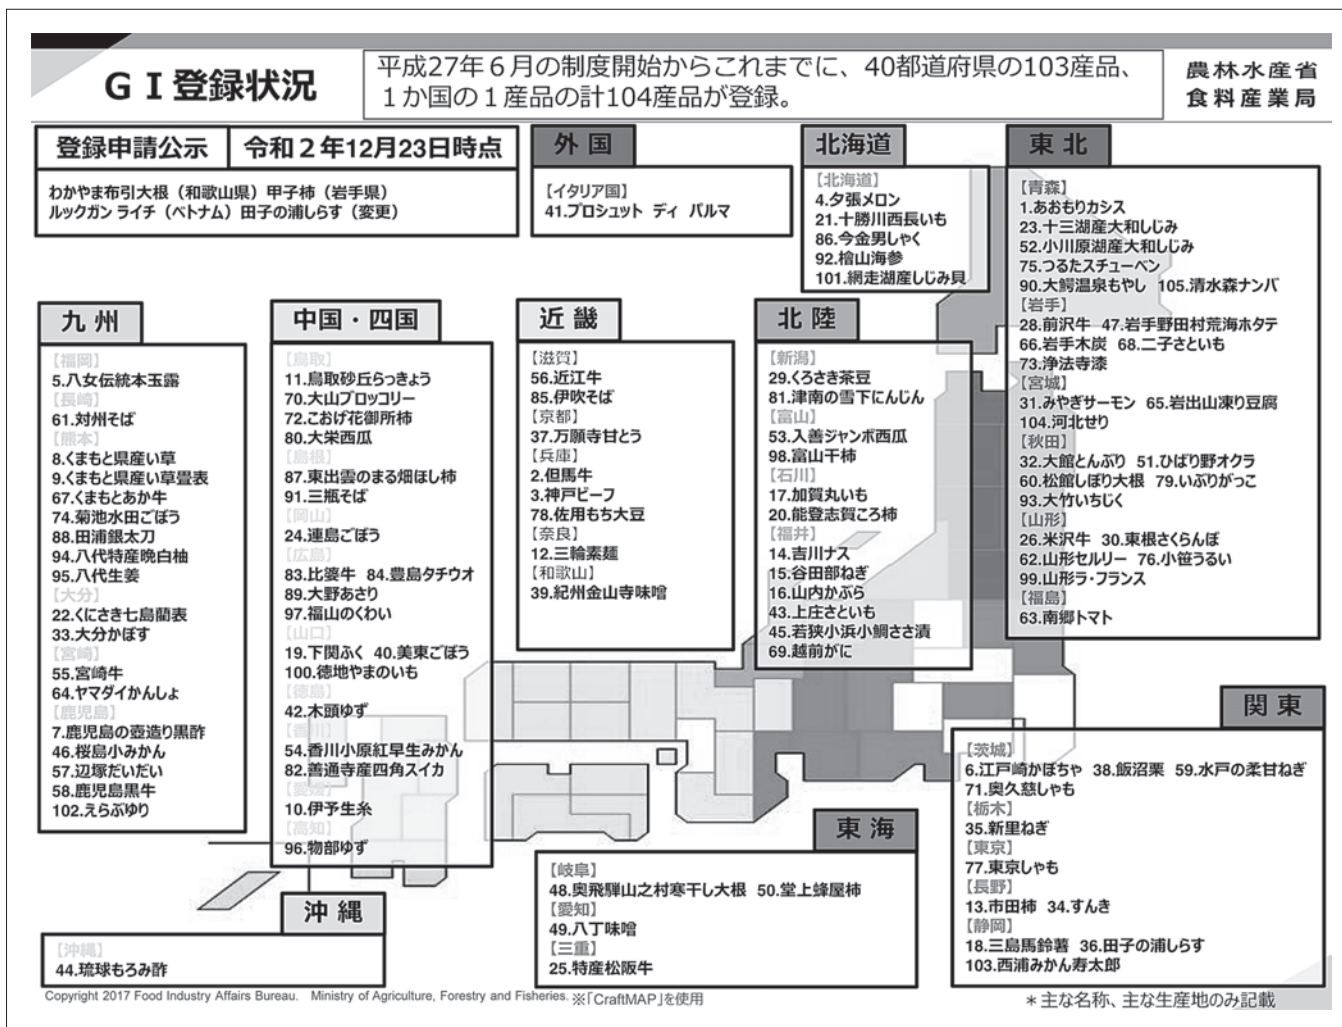 GI登録状況
平成27年６月の制度開始からこれまでに、40都道府県の103産品、
１か国の１産品の計104産品が登録。
農林水産省
食料産業局
登録申請公示
令和２年12月23日時点
わかやま布引大根（和歌山県）甲子柿（岩手県）
ルックガン ライチ（ベトナム）田子の浦しらす（変更）
外国
【イタリア国】
41.プロシュット ディ パルマ
北海道
【北海道】
4.夕張メロン
21.十勝川西長いも
86.今金男しゃく
92.檜山海参
101.網走湖産しじみ貝
東北
【青森】
1.あおもりカシス
23.十三湖産大和しじみ
52.小川原湖産大和しじみ
75.つるたスチューベン
90.大鰐温泉もやし 105.清水森ナンバ
【岩手】
28.前沢牛 47.岩手野田村荒海ホタテ
66.岩手木炭 68.二子さといも
73.浄法寺漆
【宮城】
31.みやぎサーモン 65.岩出山凍り豆腐
104.河北せり
【秋田】
32.大館とんぶり 51.ひばり野オクラ
60.松館しぼり大根 79.いぶりがっこ
93.大竹いちじく
【山形】
26.米沢牛 30.東根さくらんぼ
62.山形セルリー 76.小笹うるい
99.山形ラ・フランス
【福島】
63.南郷トマト
九州
【福岡】
5.八女伝統本玉露
【長崎】
61.対州そば
【熊本】
8.くまもと県産い草
9.くまもと県産い草畳表
67.くまもとあか牛
74.菊池水田ごぼう
88.田浦銀太刀
94.八代特産晩白柚
95.八代生姜
【大分】
22.くにさき七島藺表
33.大分かぼす
【宮崎】
55.宮崎牛
64.ヤマダイかんしょ
【鹿児島】
7.鹿児島の壺造り黒酢
46.桜島小みかん
57.辺塚だいだい
58.鹿児島黒牛
102.えらぶゆり
中国・四国
【鳥取】
11.鳥取砂丘らっきょう
70.大山ブロッコリー
72.こおげ花御所柿
80.大栄西瓜
【島根】
87.東出雲のまる畑ほし柿
91.三瓶そば
【岡山】
24.連島ごぼう
【広島】
83.比婆牛 84.豊島タチウオ
89.大野あさり
97.福山のくわい
【山口】
19.下関ふく 40.美東ごぼう
100.徳地やまのいも
【徳島】
42.木頭ゆず
【香川】
54.香川小原紅早生みかん
82.善通寺産四角スイカ
【愛媛】
10.伊予生糸
【高知】
96.物部ゆず
近畿
【滋賀】
56.近江牛
85.伊吹そば
【京都】
37.万願寺甘とう
【兵庫】
2.但馬牛
3.神戸ビーフ
78.佐用もち大豆
【奈良】
12.三輪素麺
【和歌山】
39.紀州金山寺味噌
北陸
【新潟】
29.くろさき茶豆
81.津南の雪下にんじん
【富山】
53.入善ジャンボ西瓜
98.富山干柿
【石川】
17.加賀丸いも
20.能登志賀ころ柿
【福井】
14.吉川ナス
15.谷田部ねぎ
16.山内かぶら
43.上庄さといも
45.若狭小浜小鯛ささ漬
69.越前がに
関東
【茨城】
6.江戸崎かぼちゃ 38.飯沼栗 59.水戸の柔甘ねぎ
71.奥久慈しゃも
【栃木】
35.新里ねぎ
【東京】
77.東京しゃも
【長野】
13.市田柿 34.すんき
【静岡】
18.三島馬鈴薯 36.田子の浦しらす
103.西浦みかん寿太郎
東海
【岐阜】
48.奥飛騨山之村寒干し大根 50.堂上蜂屋柿
【愛知】
49.八丁味噌
【三重】
25.特産松阪牛
沖縄
【沖縄】
44.琉球もろみ酢
Copyright 2017 Food Industry Affairs Bureau. Ministry of Agriculture, Forestry and Fisheries. ※「CraftMAP」を使用
＊主な名称、主な生産地のみ記載